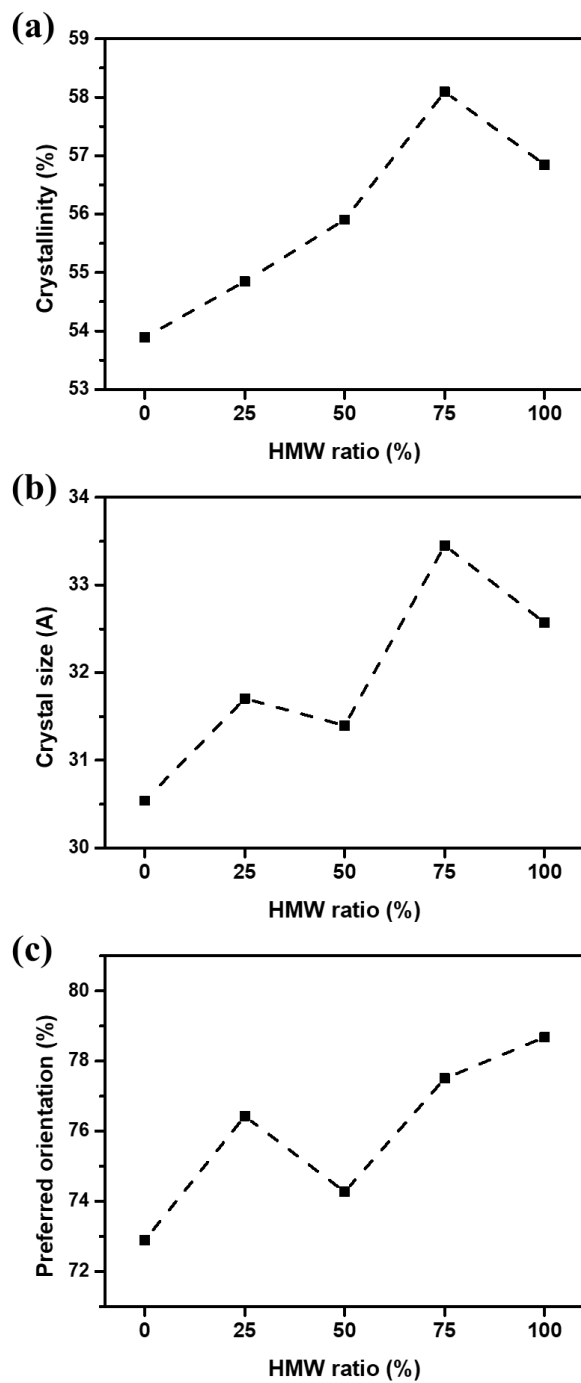 (a)
59
58
57
56
55
54
53
Crystallinity (%)
0 25 50 75 100
HMW ratio (%)
(b)
34
33
32
31
30
Crystal size (A)
0 25 50 75 100
HMW ratio (%)
(c)
80
78
76
74
72
Preferred orientation (%)
0 25 50 75 100
HMW ratio (%)